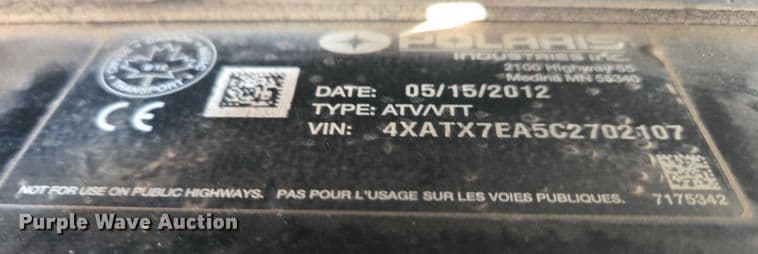 POLARIS
INDUSTRIES
2100 Highway 55
Medina MN 55340
TRANSPORT
DATE: 05/15/2012
TYPE: ATV/VTT
VIN: 4XATX7EA5C2702107
CE
NOT FOR USE ON PUBLIC HIGHWAYS. PAS POUR L'USAGE SUR LES VOIES PUBLIQUES.
7175342
Purple Wave Auction